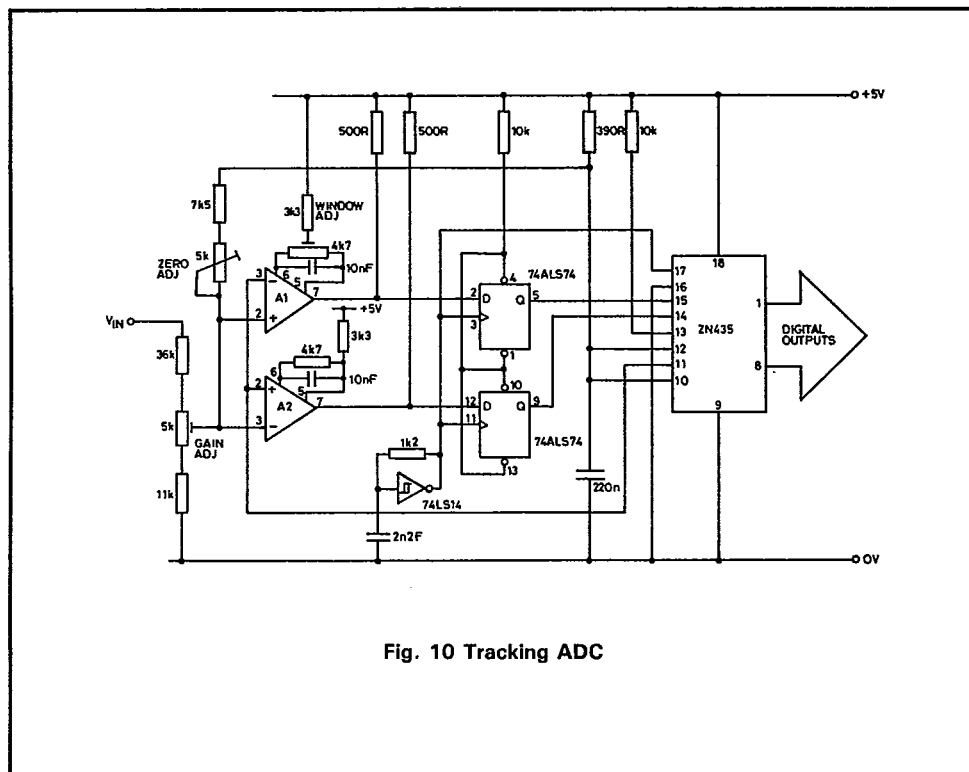 +5V
500R
500R
10k
390R
10k
7k5
3k3
WINDOW
ADJ
4k7
10nF
5k
ZERO
ADJ
3
6
5
7
A1
2
18
17
16
15
14
13
12
11
10
ZN435
1
8
9
DIGITAL
OUTPUTS
4
74ALS74
2
D
Q
5
3
1
VIN
36k
+5V
3k3
4k7
10nF
6
5
2
7
A2
3
5k
GAIN
ADJ
11k
10
12
D
Q
9
11
74ALS74
13
1k2
74LS14
2n2F
220n
0V
Fig. 10 Tracking ADC